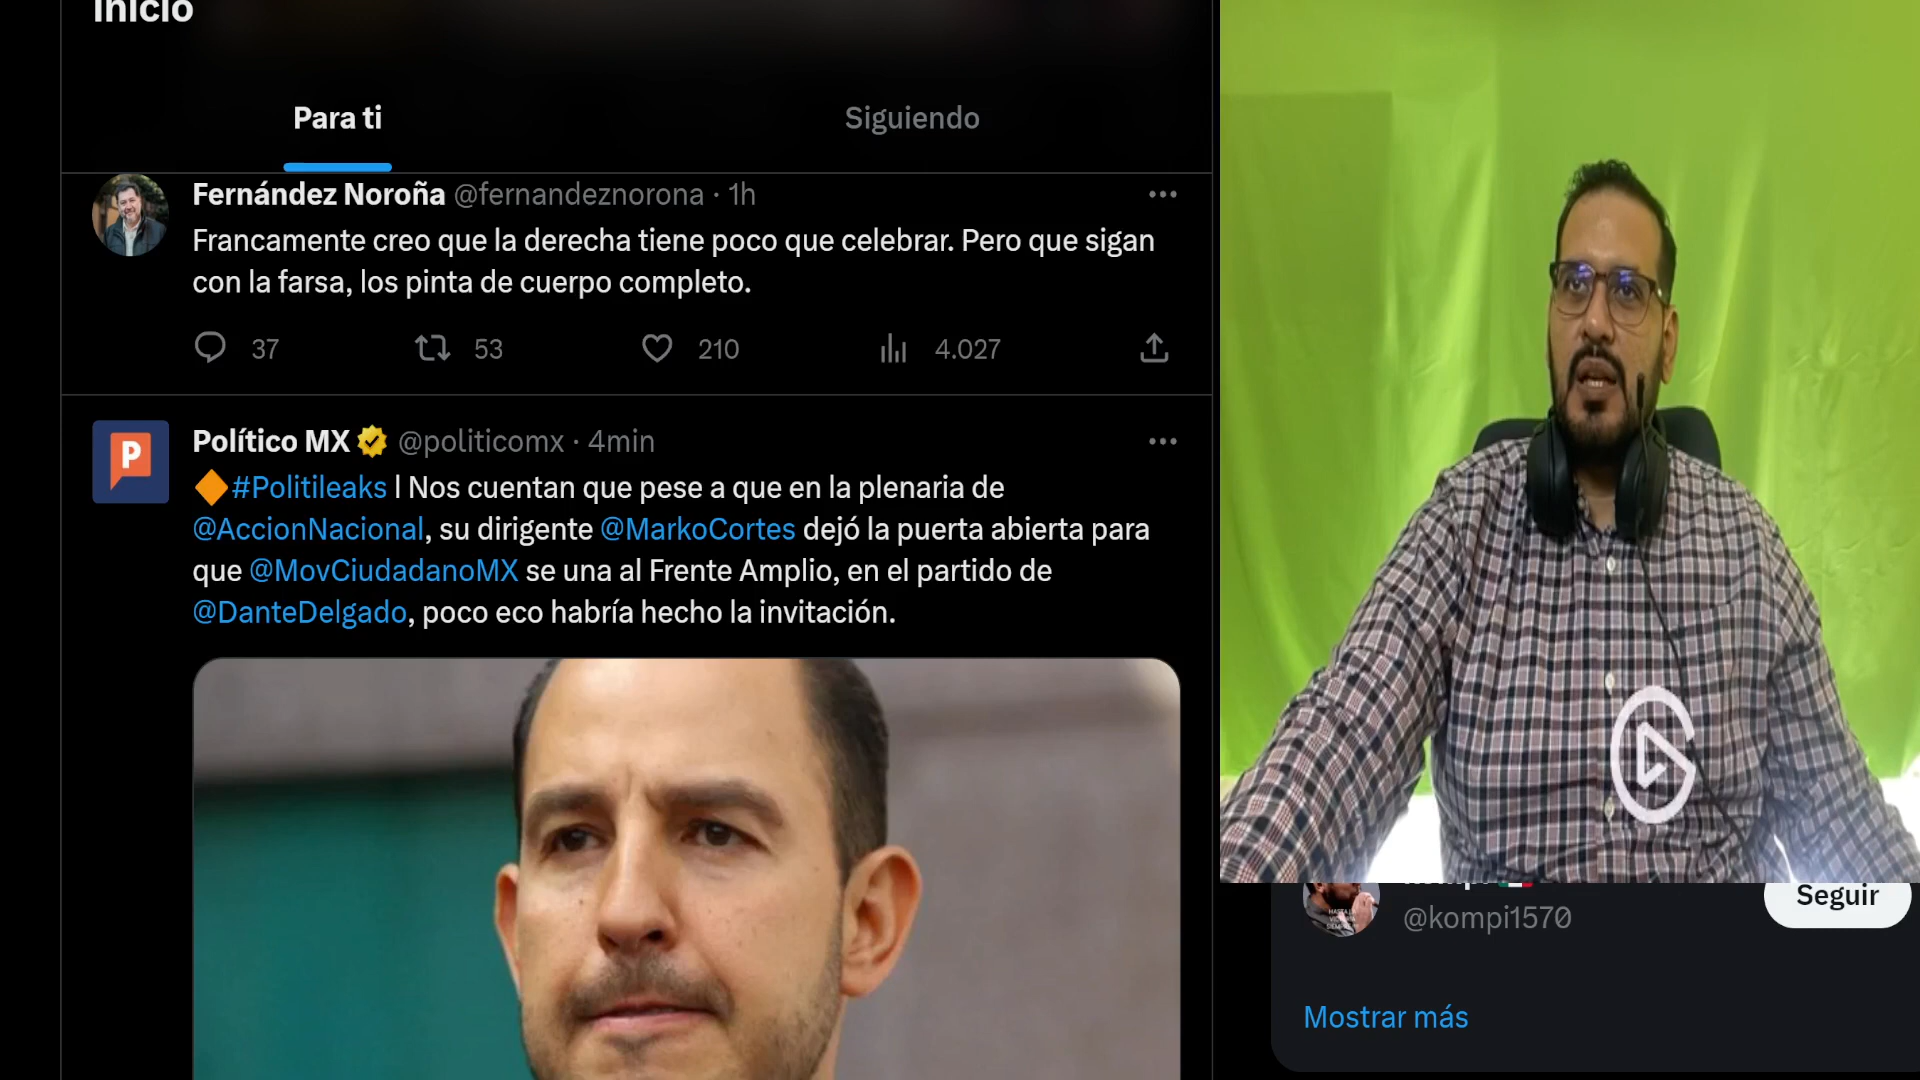 Inicio
Para ti
Siguiendo
Fernández Noroña @fernandeznorona · 1h
Francamente creo que la derecha tiene poco que celebrar. Pero que sigan
con la farsa, los pinta de cuerpo completo.
37 53 210 4.027
Político MX @politicomx · 4min
#Politileaks l Nos cuentan que pese a que en la plenaria de
@AccionNacional, su dirigente @MarkoCortes dejó la puerta abierta para
que @MovCiudadanoMX se una al Frente Amplio, en el partido de
@DanteDelgado, poco eco habría hecho la invitación.
P
@kompi1570
Seguir
Mostrar más